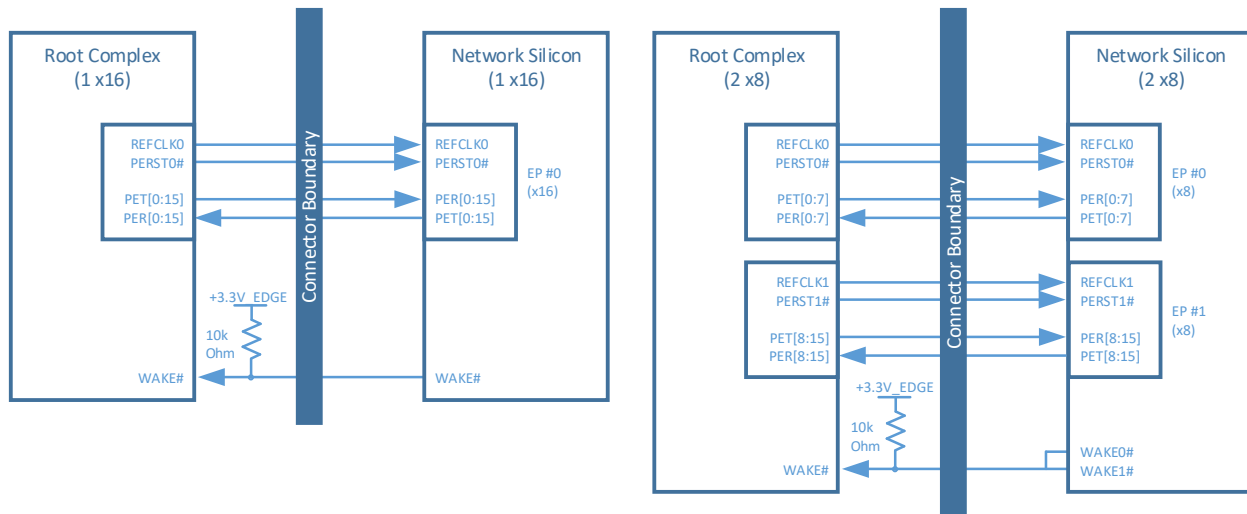 Root Complex
(1 x16)
REFCLK0
PERST0#
PET[0:15]
PER[0:15]
+3.3V_EDGE
10k
Ohm
WAKE#
Connector Boundary
Network Silicon
(1 x16)
REFCLK0
PERST0#
PER[0:15]
PET[0:15]
EP #0
(x16)
WAKE#
Root Complex
(2 x8)
REFCLK0
PERST0#
PET[0:7]
PER[0:7]
REFCLK1
PERST1#
PET[8:15]
PER[8:15]
+3.3V_EDGE
10k
Ohm
WAKE#
Connector Boundary
Network Silicon
(2 x8)
REFCLK0
PERST0#
PER[0:7]
PET[0:7]
EP #0
(x8)
REFCLK1
PERST1#
PER[8:15]
PET[8:15]
EP #1
(x8)
WAKE0#
WAKE1#